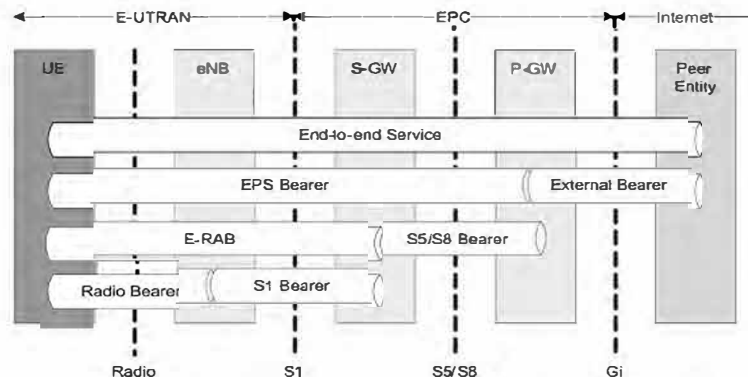 E-UTRAN EPC Internet
UE eNB S-GW P-GW Peer
Entity
End-to-end Service
EPS Bearer External Bearer
E-RAB S5/S8 Bearer
Radio Bearer S1 Bearer
Radio S1 S5/S8 Gi